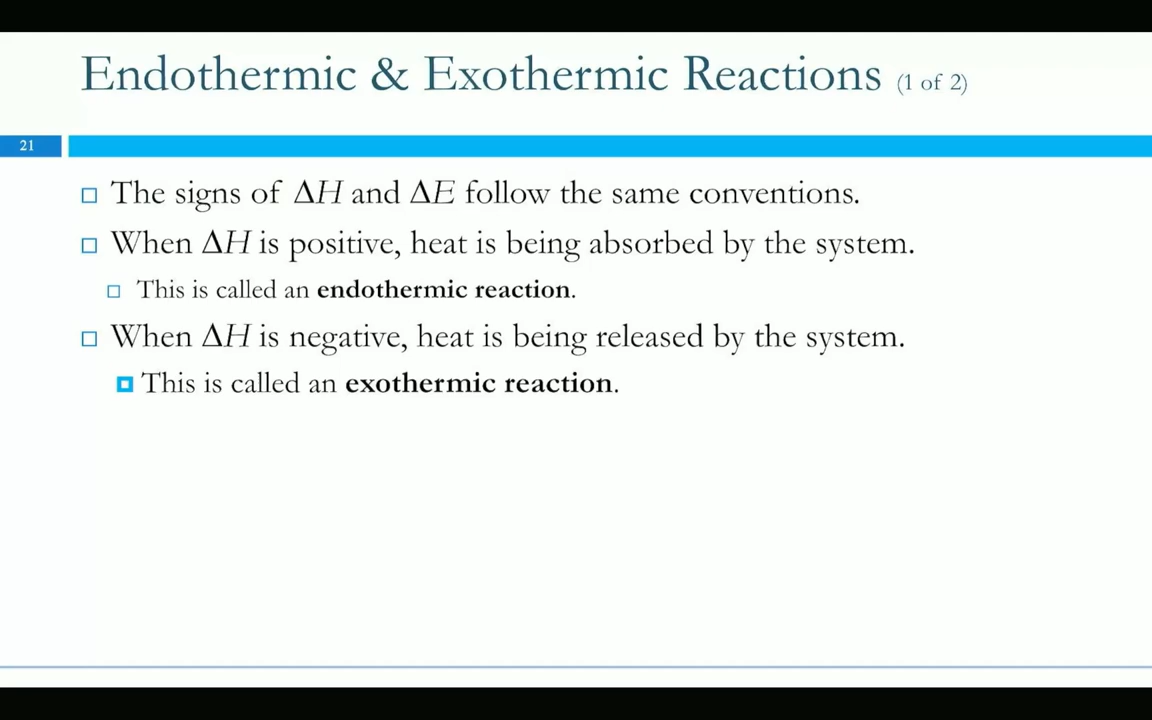 Endothermic & Exothermic Reactions (1 of 2)
21
The signs of ΔH and ΔE follow the same conventions.
When ΔH is positive, heat is being absorbed by the system.
This is called an endothermic reaction.
When ΔH is negative, heat is being released by the system.
This is called an exothermic reaction.